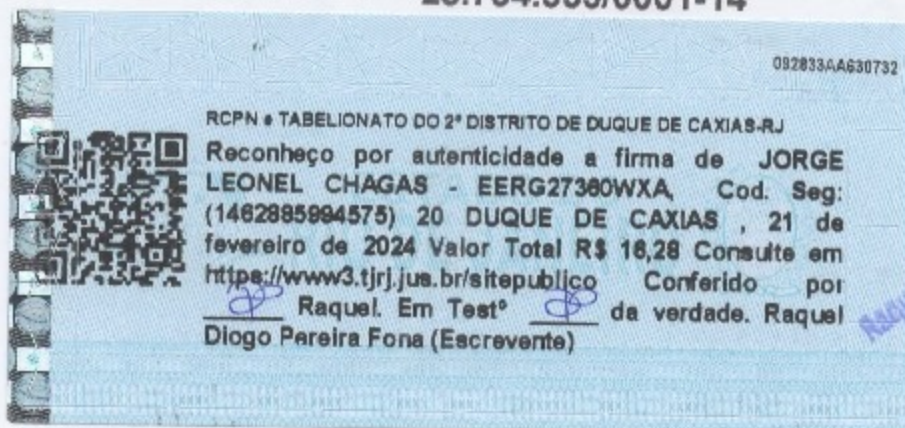 092833AA630732
RCPN e TABELIONATO DO 2º DISTRITO DE DUQUE DE CAXIAS-RJ
Reconheço por autenticidade a firma de JORGE
LEONEL CHAGAS - EERG27360WXA, Cod. Seg:
(1462885994575) 20 DUQUE DE CAXIAS , 21 de
fevereiro de 2024 Valor Total R$ 16,28 Consulte em
https://www3.tjrj.jus.br/sitepublico Conferido por
Raquel. Em Testº da verdade. Raquel
Diogo Pereira Fona (Escrevente)